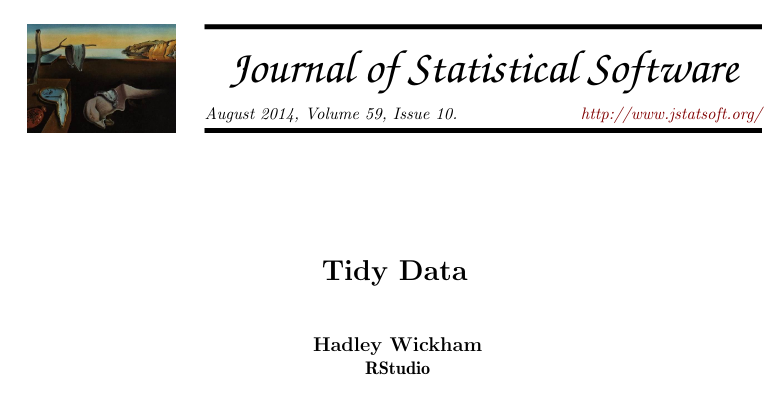 Journal of Statistical Software
August 2014, Volume 59, Issue 10.
http://www.jstatsoft.org/
Tidy Data
Hadley Wickham
RStudio